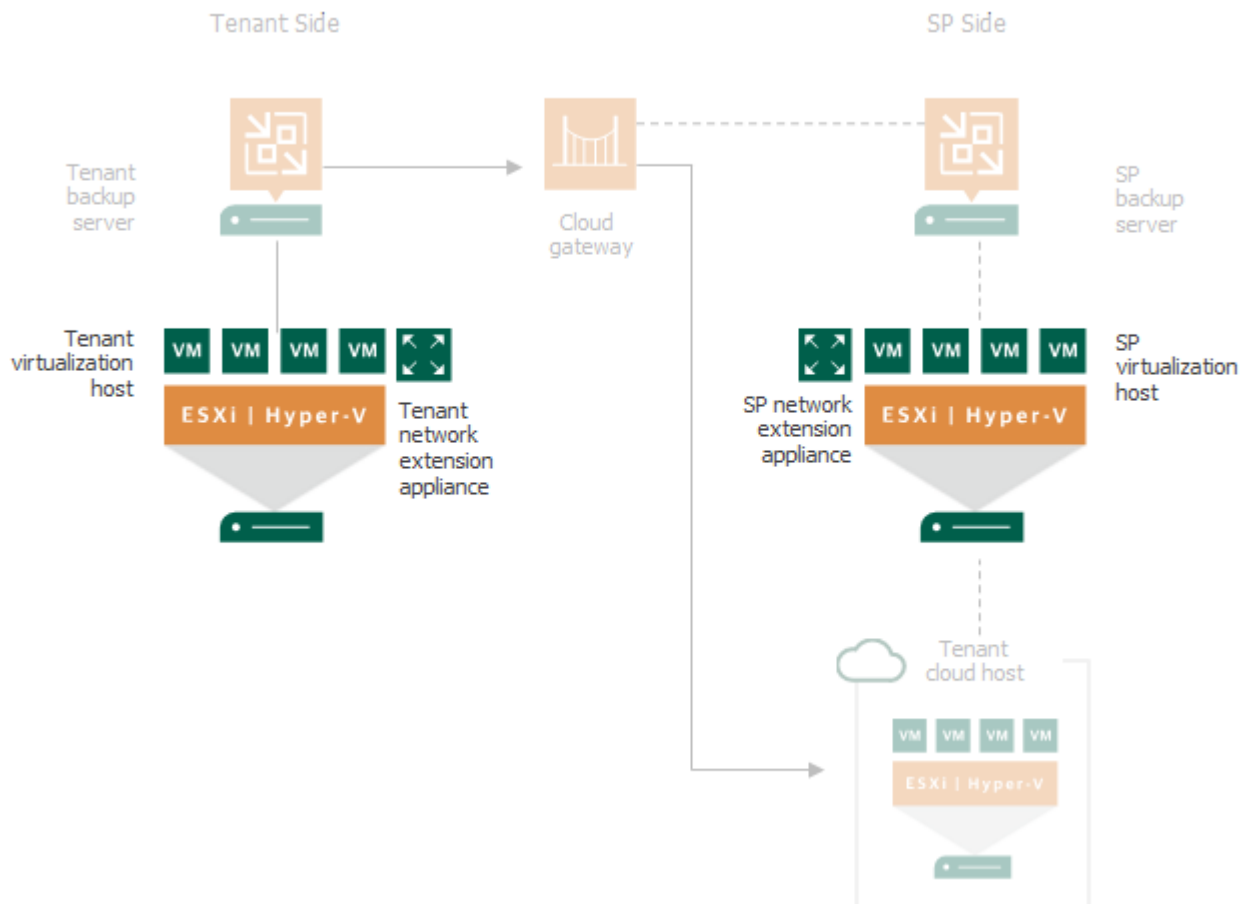 Tenant Side
SP Side
Tenant
backup
server
Cloud
gateway
SP
backup
server
Tenant
virtualization
host
VM VM VM VM
ESXi | Hyper-V
Tenant
network
extension
appliance
SP network
extension
appliance
VM VM VM VM
ESXi | Hyper-V
SP
virtualization
host
Tenant
cloud host
VM VM VM VM
ESXi | Hyper-V